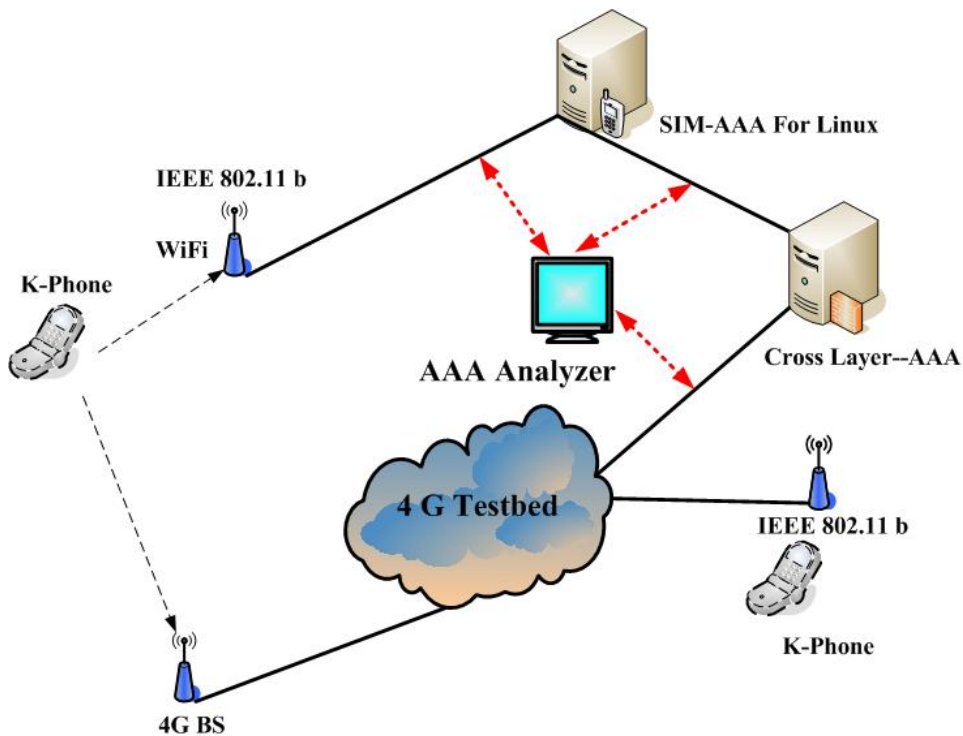 SIM-AAA For Linux
IEEE 802.11 b
WiFi
K-Phone
AAA Analyzer
Cross Layer--AAA
4 G Testbed
IEEE 802.11 b
K-Phone
4G BS